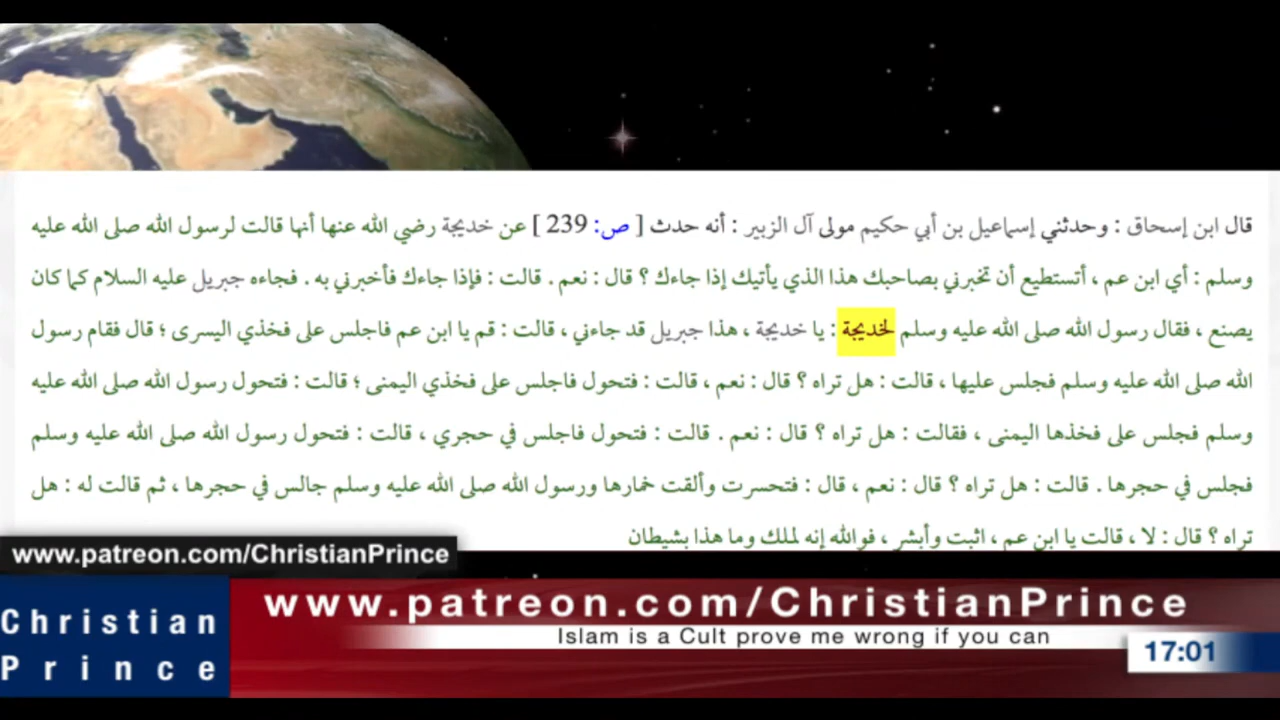 قال ابن إسحاق : وحدثني إسماعيل بن أبي حكيم مولى آل الزبير : أنه حدث [ ص: 239 ] عن خديجة رضي الله عنها أنها قالت لرسول الله صلى الله عليه
وسلم : أي ابن عم ، أتستطيع أن تخبرني بصاحبك هذا الذي يأتيك إذا جاءك ؟ قال : نعم . قالت : فإذا جاءك فأخبرني به . فجاءه جبريل عليه السلام كما كان
يصنع ، فقال رسول الله صلى الله عليه وسلم لخديجة : يا خديجة ، هذا جبريل قد جاءني ، قالت : قم يا ابن عم فاجلس على فخذي اليسرى ؛ قال فقام رسول
الله صلى الله عليه وسلم فجلس عليها ، قالت : هل تراه ؟ قال : نعم ، قالت : فتحول فاجلس على فخذي اليمنى ؛ قالت : فتحول رسول الله صلى الله عليه
وسلم فجلس على فخذها اليمنى ، فقالت : هل تراه ؟ قال : نعم . قالت : فتحول فاجلس في حجري ، قالت : فتحول رسول الله صلى الله عليه وسلم
فجلس في حجرها . قالت : هل تراه ؟ قال : نعم ، قال : فتحسرت وألقت خمارها ورسول الله صلى الله عليه وسلم جالس في حجرها ، ثم قالت له : هل
تراه ؟ قال : لا ، قالت يا ابن عم ، اثبت وأبشر ، فوالله إنه لملك وما هذا بشيطان
www.patreon.com/ChristianPrince
www.patreon.com/ChristianPrince
Christian
Prince
Islam is a Cult prove me wrong if you can
17:01